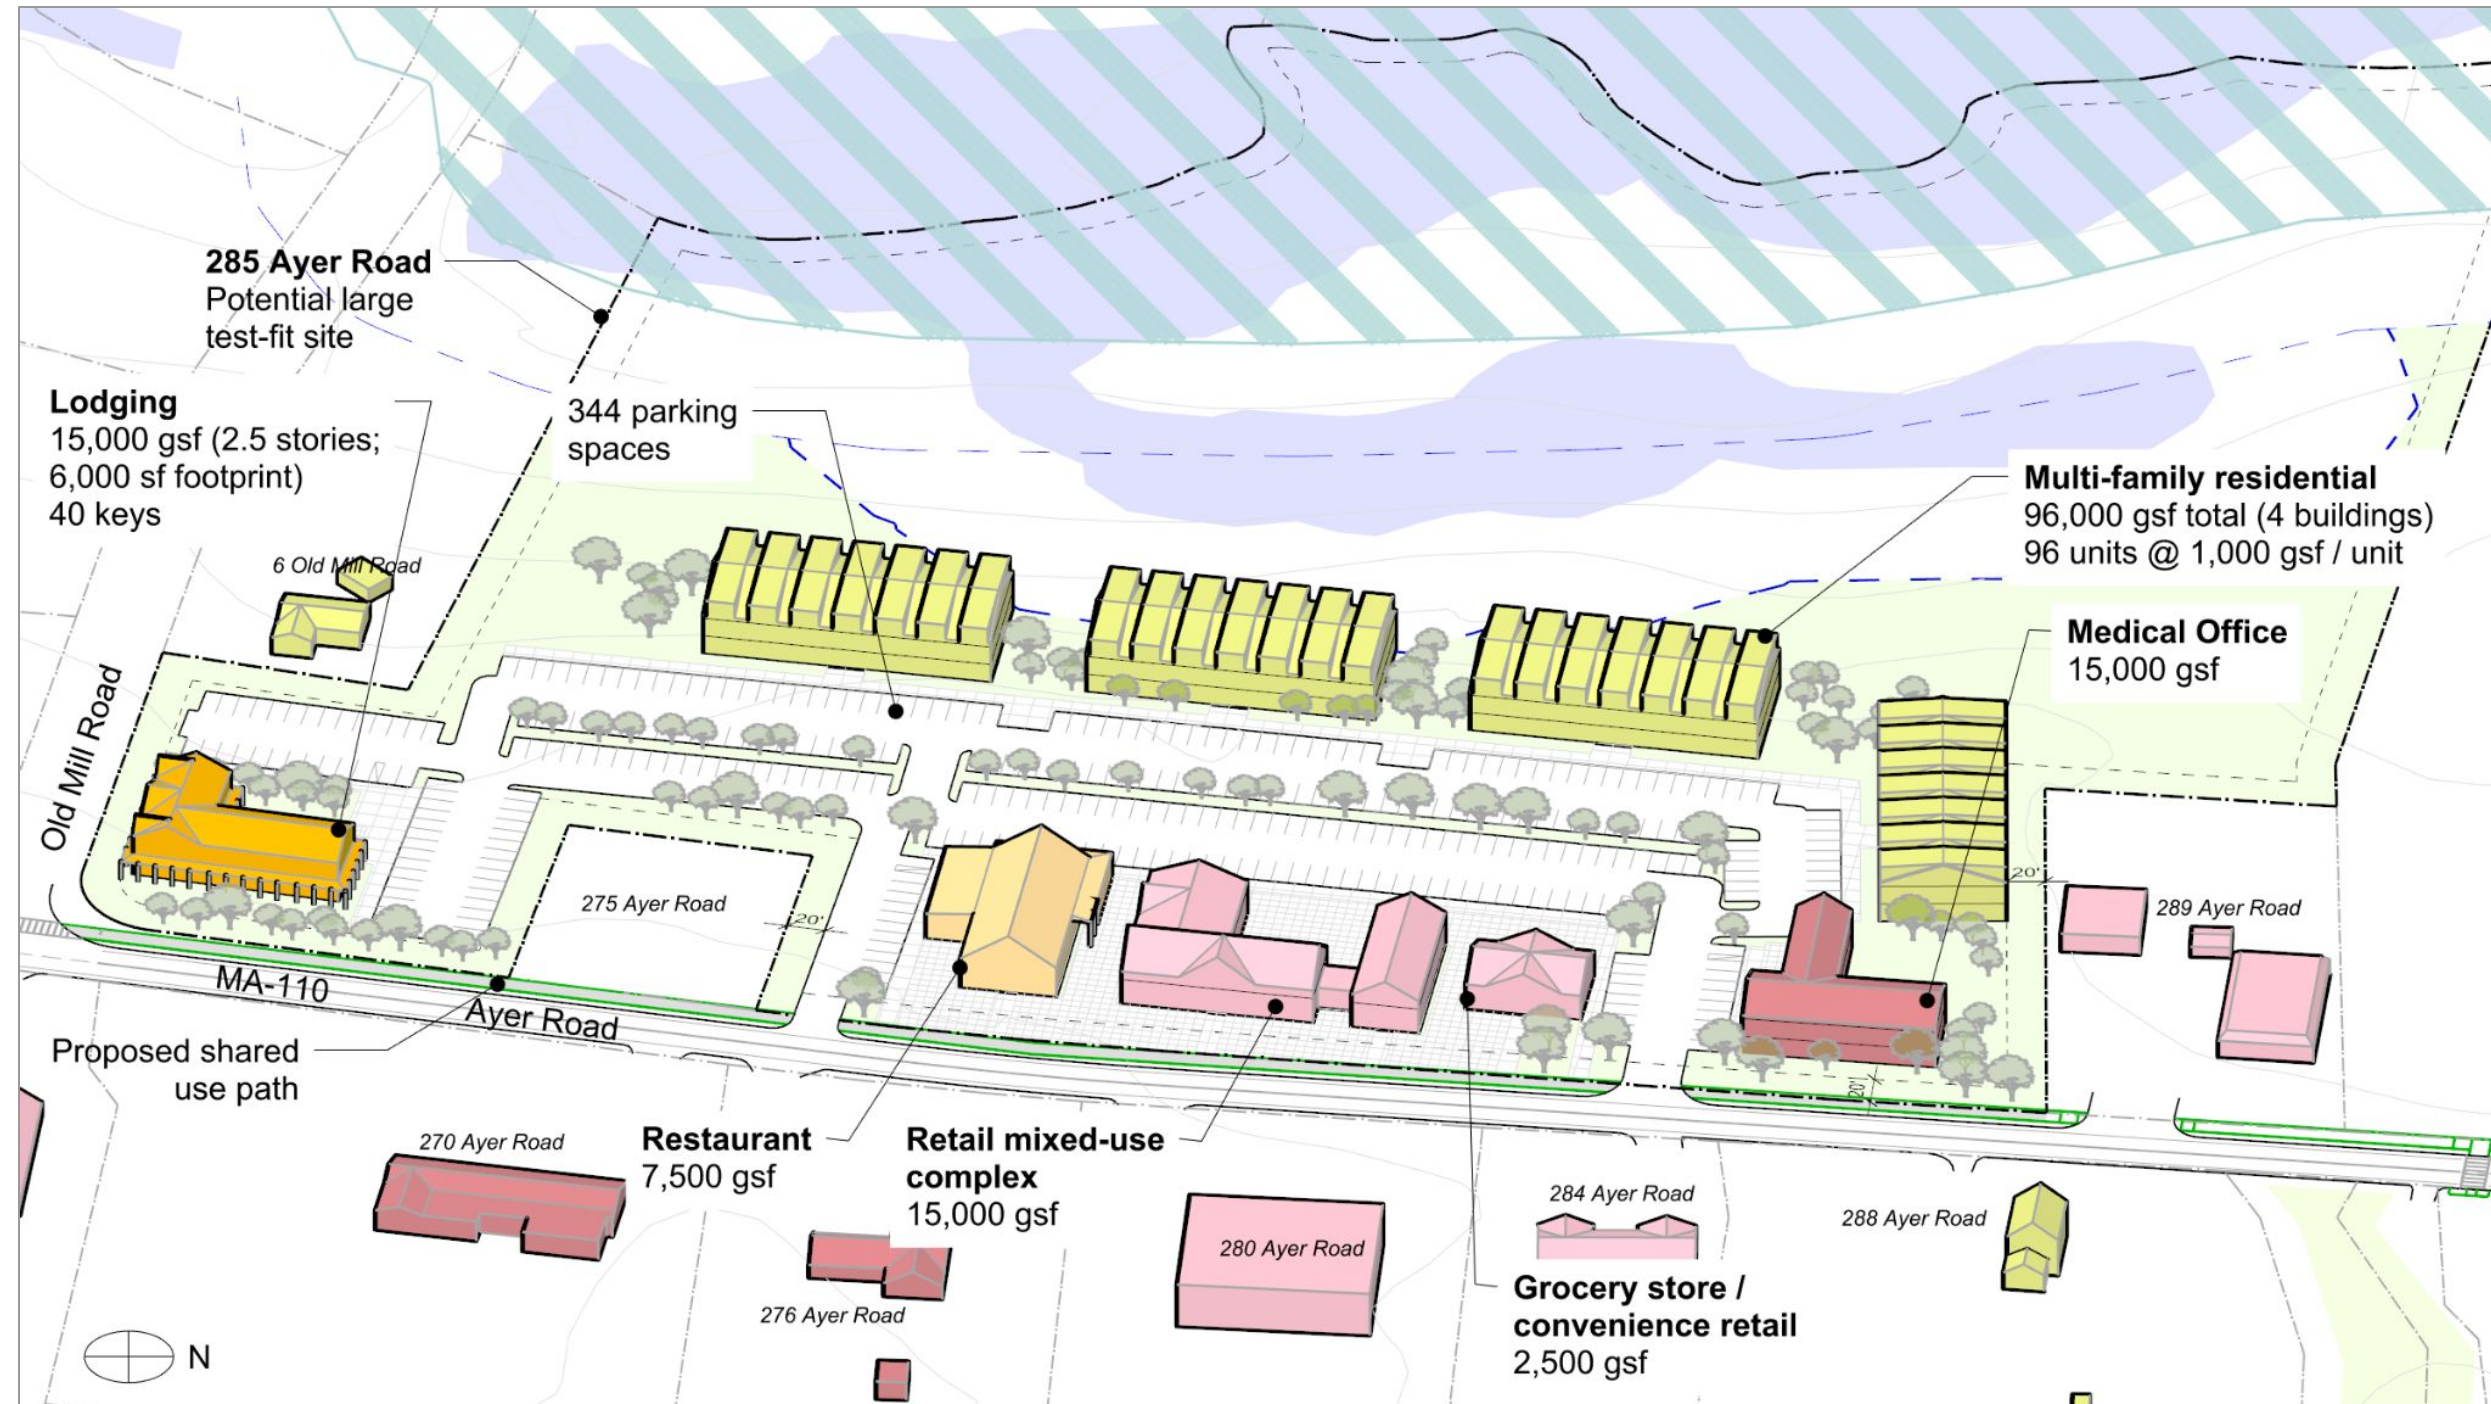 285 Ayer Road
Potential large
test-fit site
Lodging
15,000 gsf (2.5 stories;
6,000 sf footprint)
40 keys
344 parking
spaces
Multi-family residential
96,000 gsf total (4 buildings)
96 units @ 1,000 gsf / unit
6 Old Mill Road
Medical Office
15,000 gsf
Old Mill Road
275 Ayer Road
20'
20'
289 Ayer Road
MA-110
Ayer Road
Proposed shared
use path
20'
270 Ayer Road
Restaurant
7,500 gsf
Retail mixed-use
complex
15,000 gsf
284 Ayer Road
288 Ayer Road
280 Ayer Road
276 Ayer Road
Grocery store /
convenience retail
2,500 gsf
N